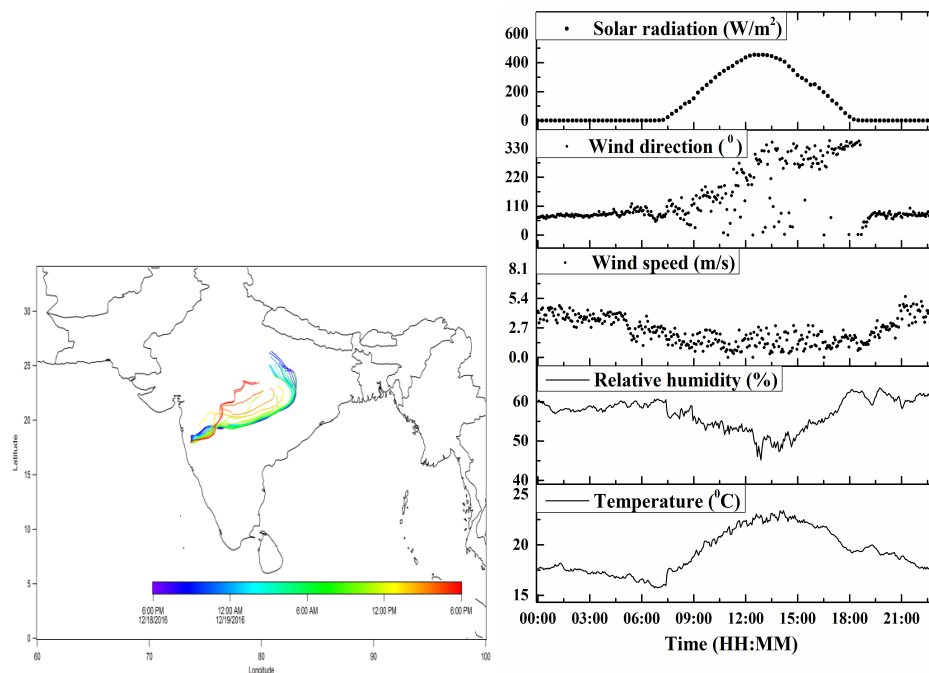 Latitude
30
25
20
15
10
5
0
6:00 PM
12/18/2016
12:00 AM
12/19/2016
6:00 AM
12:00 PM
6:00 PM
60
70
80
90
100
Longitude
Solar radiation (W/m²)
600
400
200
0
Wind direction (⁰)
330
220
110
0
Wind speed (m/s)
8.1
5.4
2.7
0.0
Relative humidity (%)
60
50
40
Temperature (⁰C)
25
20
15
00:00 03:00 06:00 09:00 12:00 15:00 18:00 21:00
Time (HH:MM)